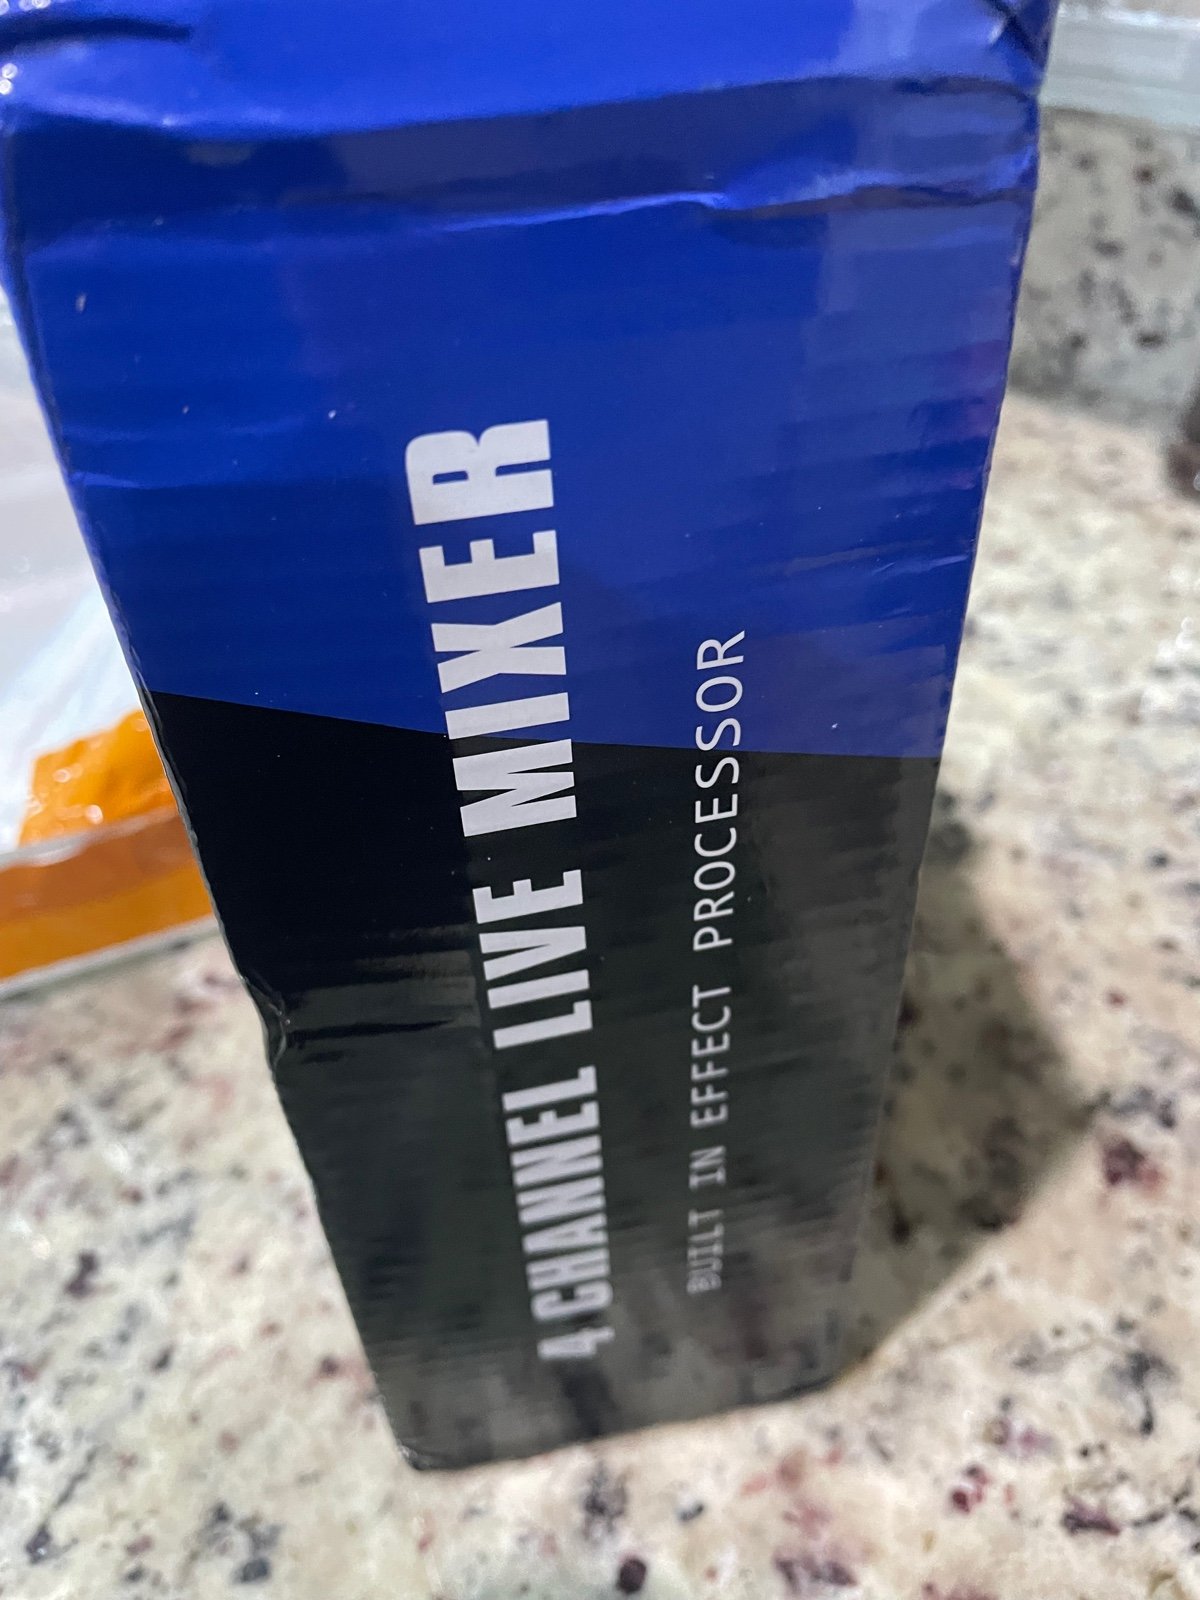 4 CHANNEL LIVE MIXER
BUILT IN EFFECT PROCESSOR